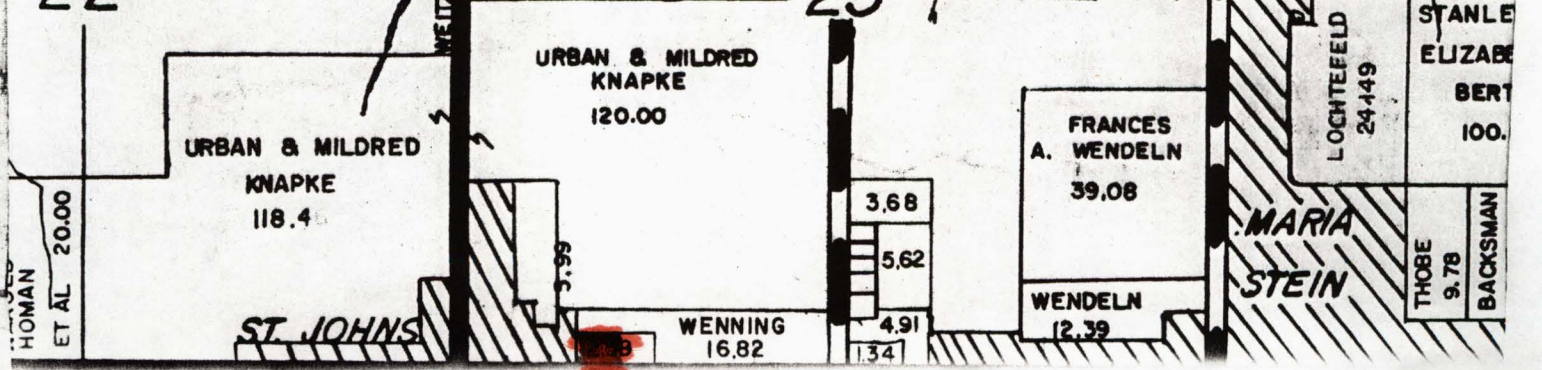 22
23
URBAN & MILDRED
KNAPKE
118.4
HOMAN
ET AL 20.00
ST. JOHNS
URBAN & MILDRED
KNAPKE
120.00
3.99
WENNING
16.82
3.68
5.62
4.91
1.34
FRANCES
A. WENDELN
39.08
WENDELN
12.39
LOCHTEFELD
24.449
STANLE
ELIZABE
BERT
100.
MARIA
STEIN
THOBE
9.78
BACKSMAN